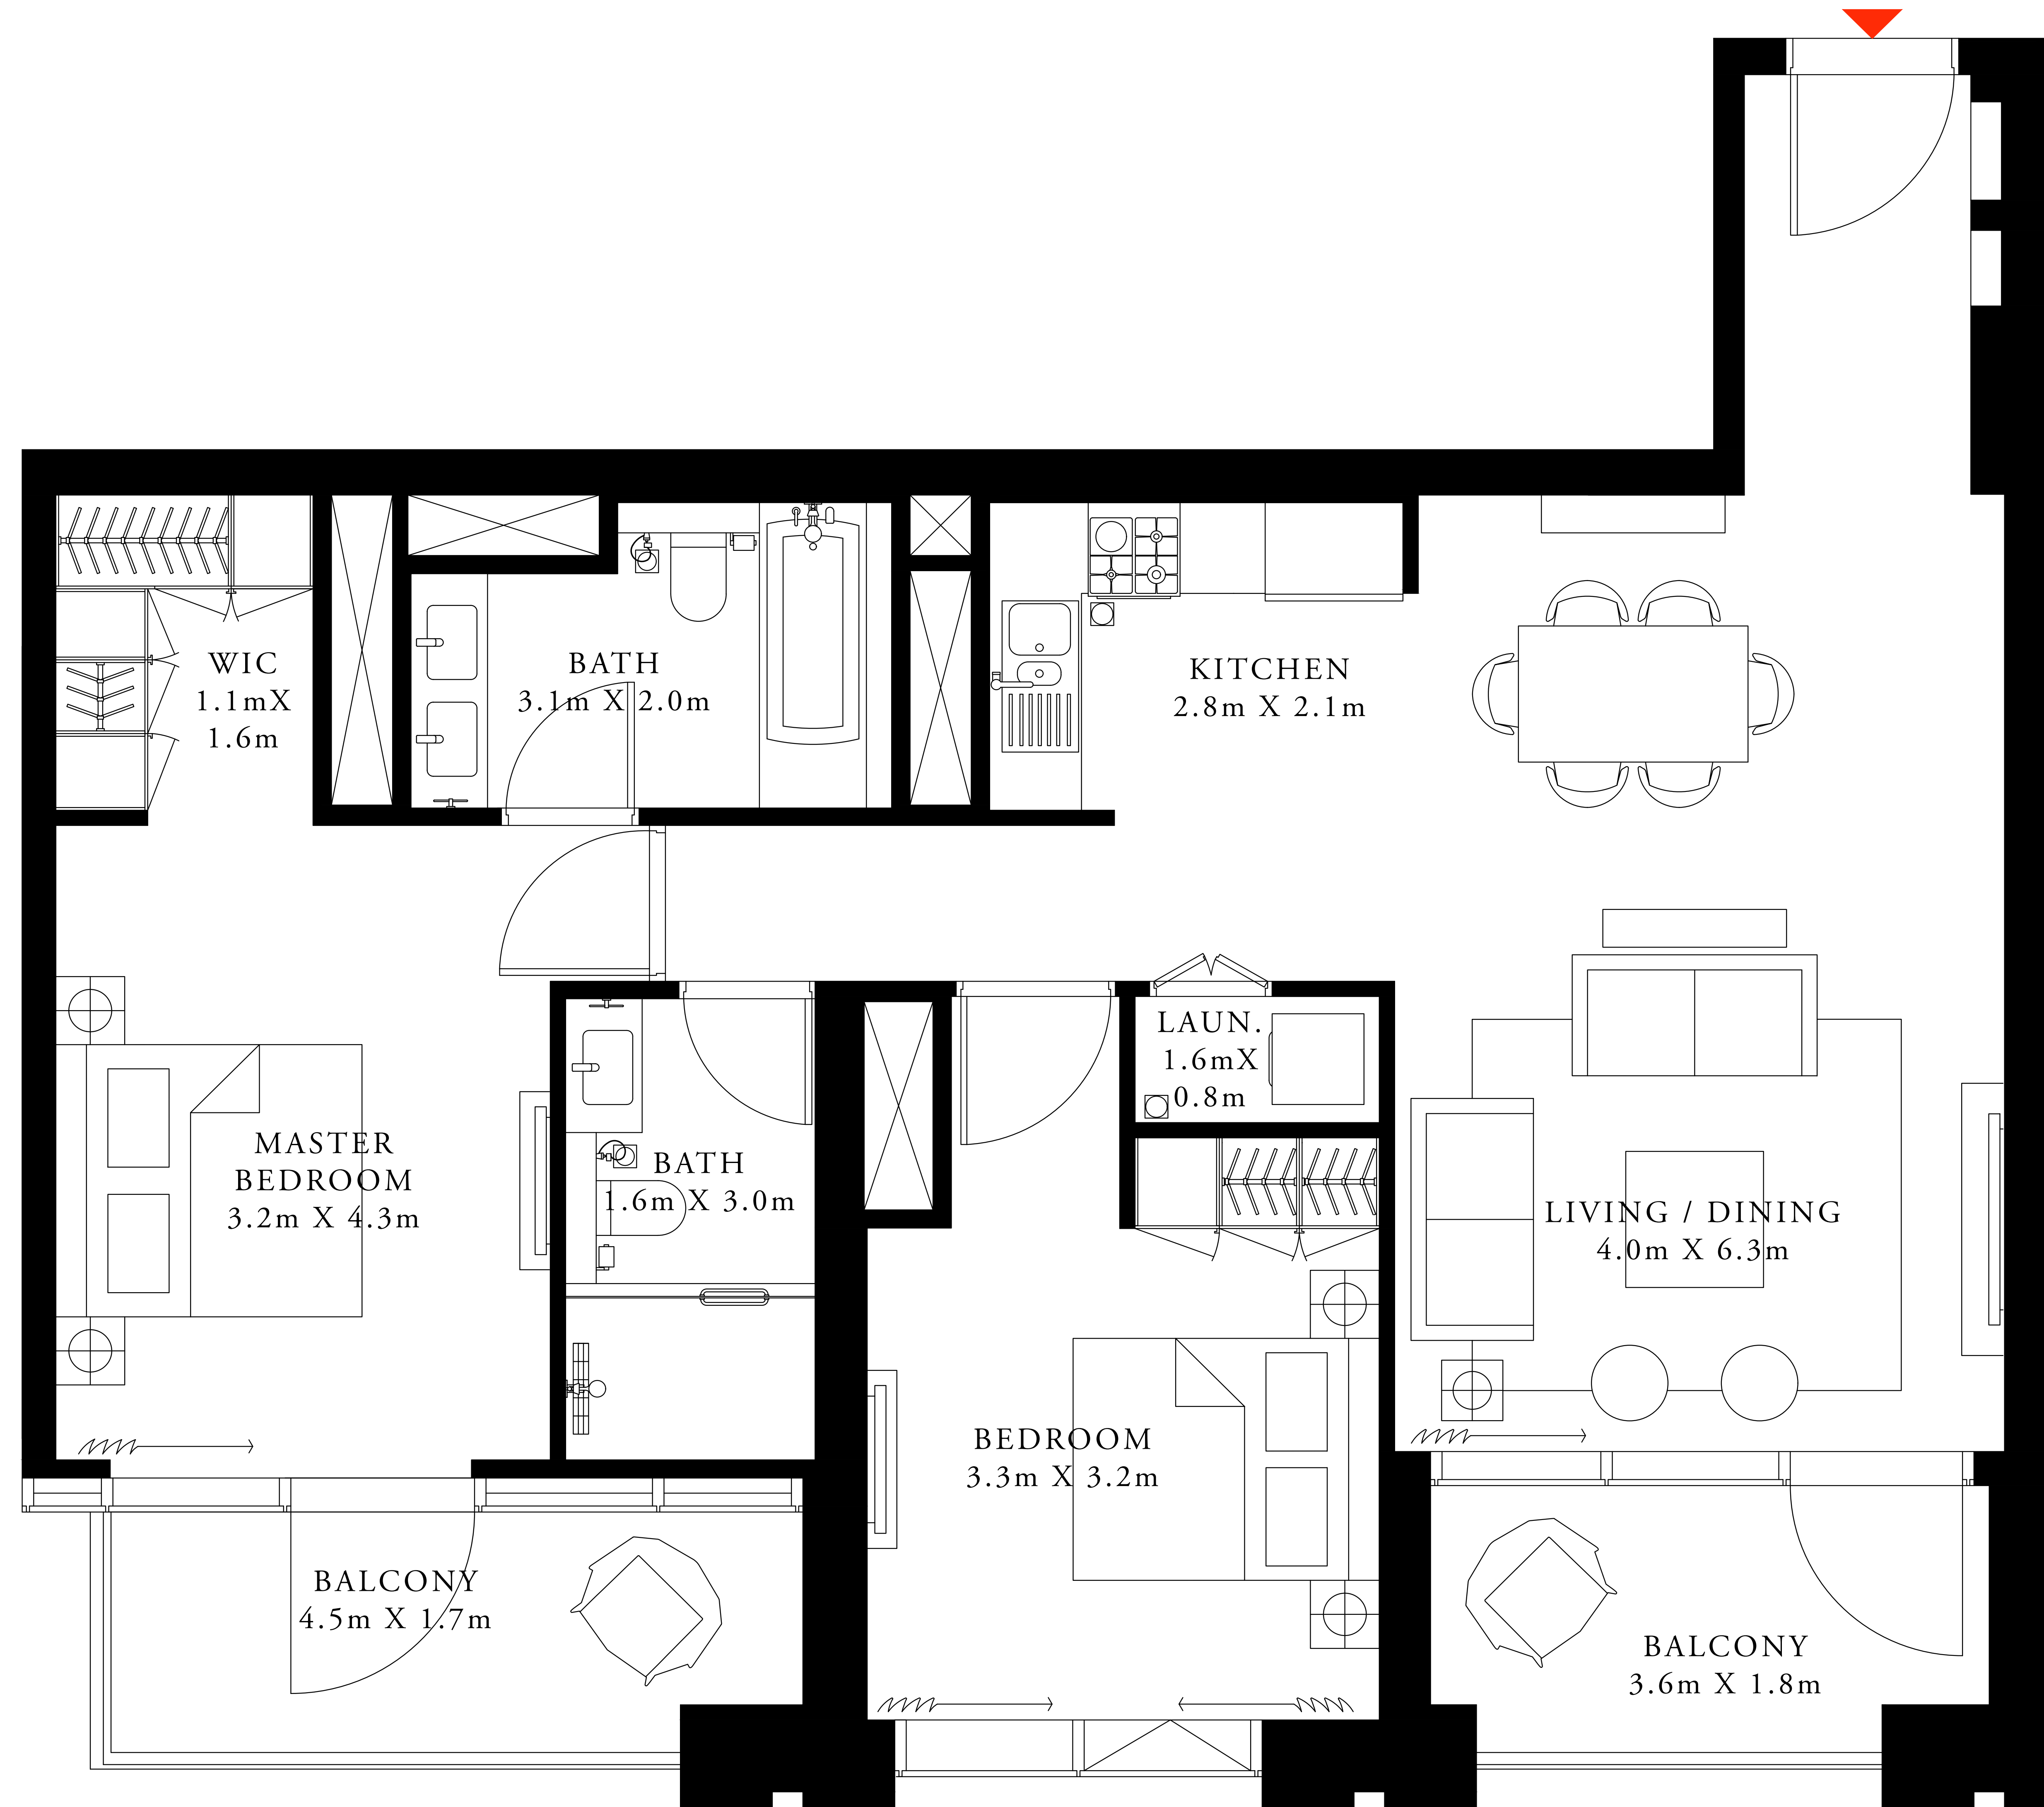 WIC
1.1mX
1.6m
BATH
3.1m X 2.0m
KITCHEN
2.8m X 2.1m
LAUN.
1.6mX
0.8m
MASTER
BEDROOM
3.2m X 4.3m
BATH
1.6m X 3.0m
LIVING / DINING
4.0m X 6.3m
BEDROOM
3.3m X 3.2m
BALCONY
4.5m X 1.7m
BALCONY
3.6m X 1.8m